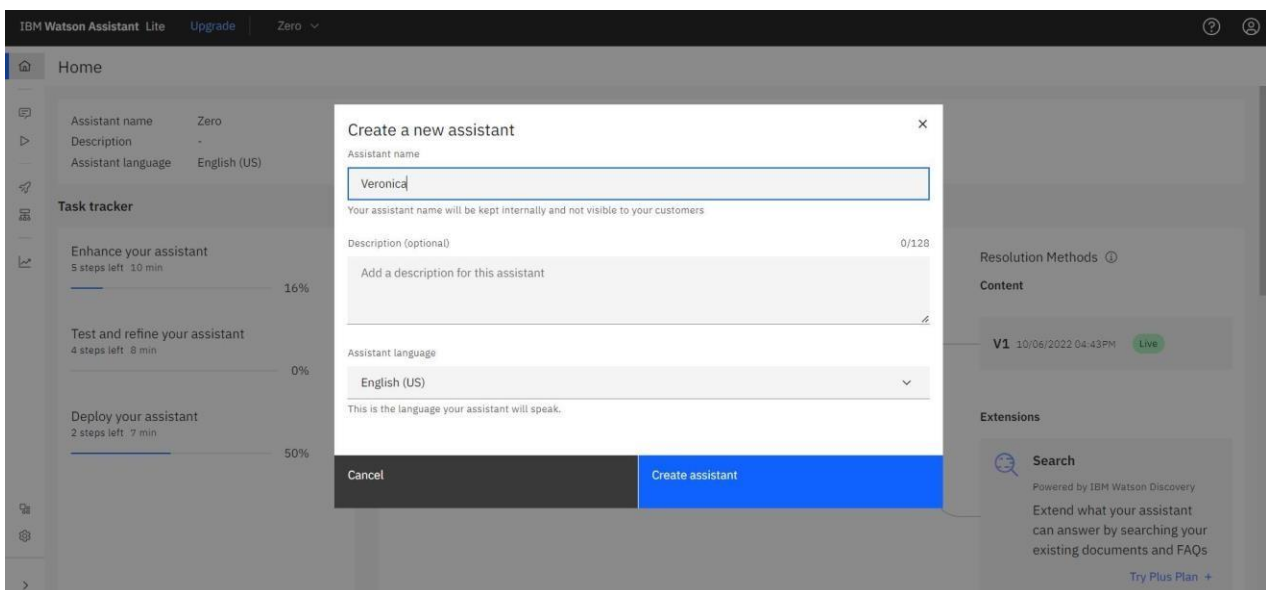 IBM Watson Assistant Lite Upgrade Zero
Home
Assistant name Zero
Description -
Assistant language English (US)
Task tracker
Enhance your assistant
5 steps left 10 min
16%
Test and refine your assistant
4 steps left 8 min
0%
Deploy your assistant
2 steps left 7 min
50%
Create a new assistant
Assistant name
Veronica
Your assistant name will be kept internally and not visible to your customers
Description (optional) 0/128
Add a description for this assistant
Assistant language
English (US)
This is the language your assistant will speak.
Cancel Create assistant
Resolution Methods
Content
V1 10/06/2022 04:43PM Live
Extensions
Search
Powered by IBM Watson Discovery
Extend what your assistant
can answer by searching your
existing documents and FAQs
Try Plus Plan +